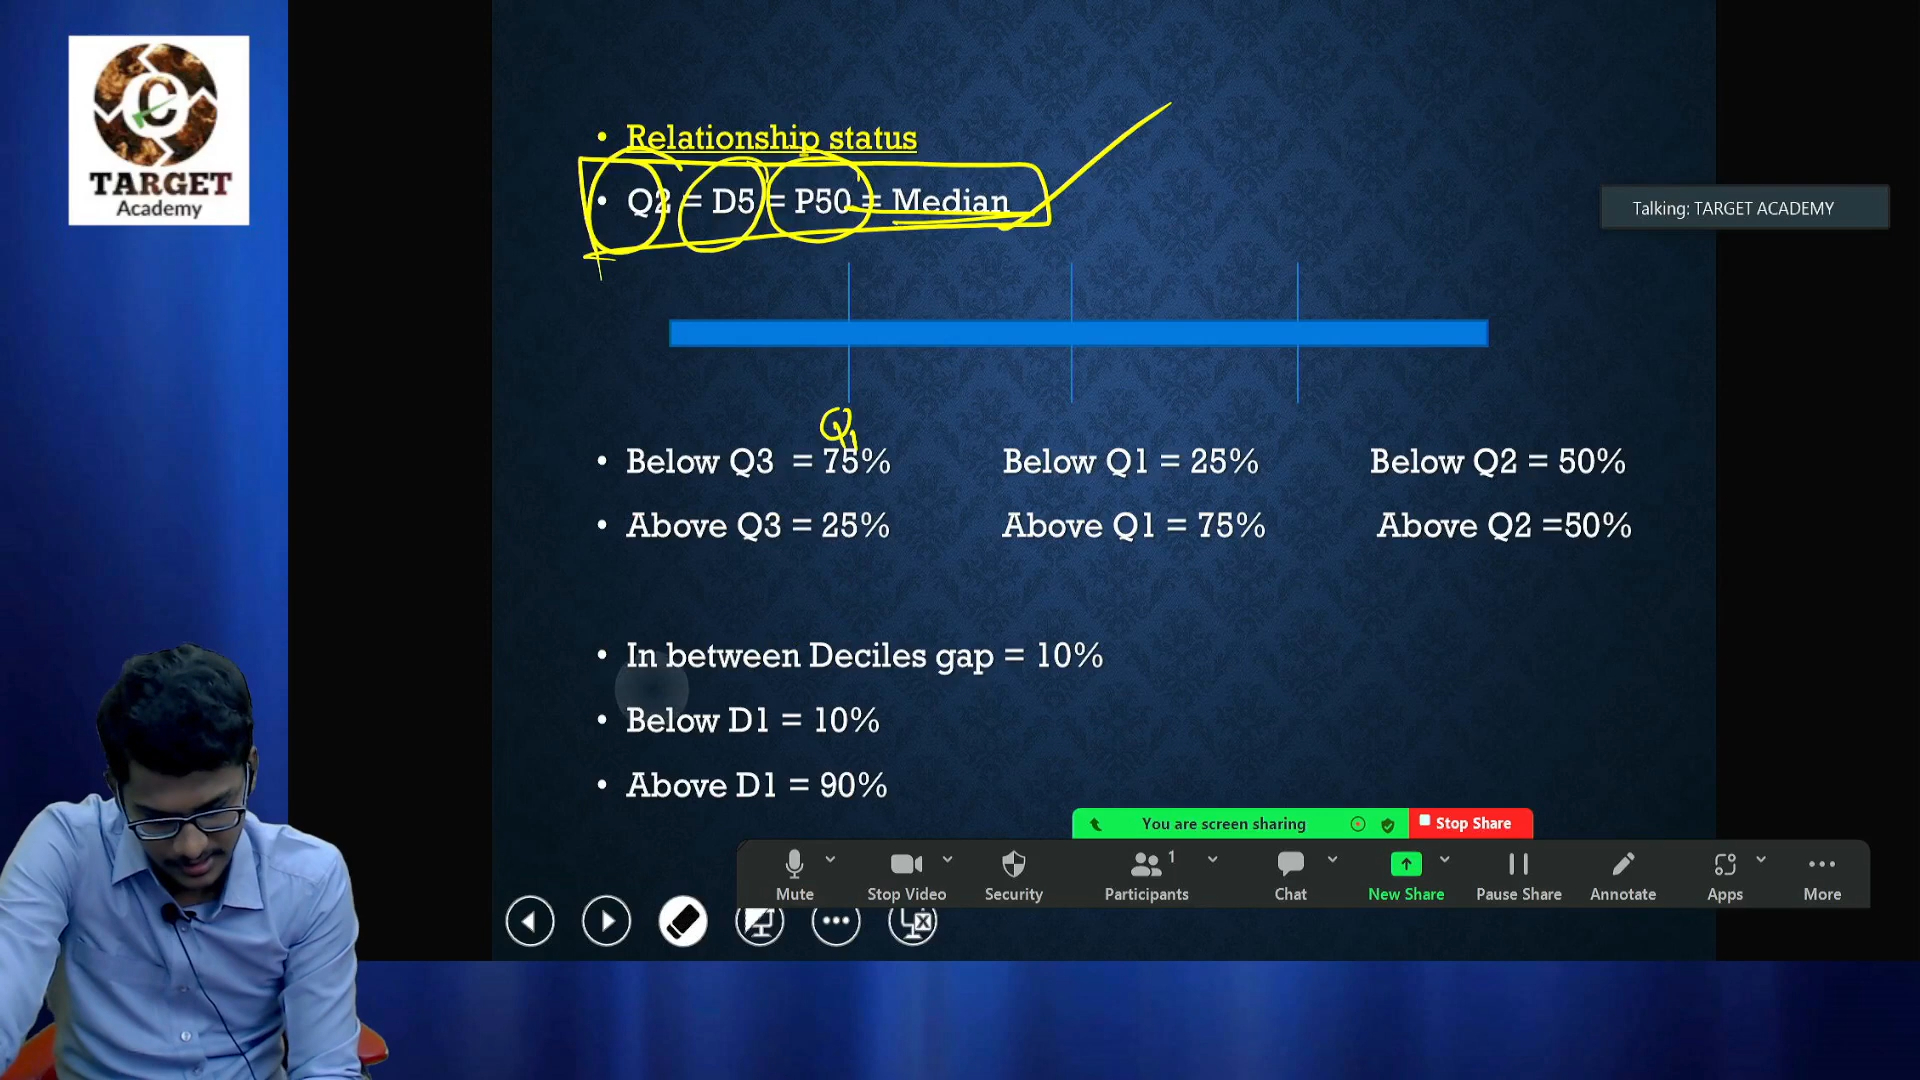 C
TARGET
Academy
• Relationship status
• Q2 = D5 = P50 = Median
Talking: TARGET ACADEMY
Q1
• Below Q3 = 75% Below Q1 = 25% Below Q2 = 50%
• Above Q3 = 25% Above Q1 = 75% Above Q2 =50%
• In between Deciles gap = 10%
• Below D1 = 10%
• Above D1 = 90%
You are screen sharing Stop Share
1
Mute Stop Video Security Participants Chat New Share Pause Share Annotate Apps More